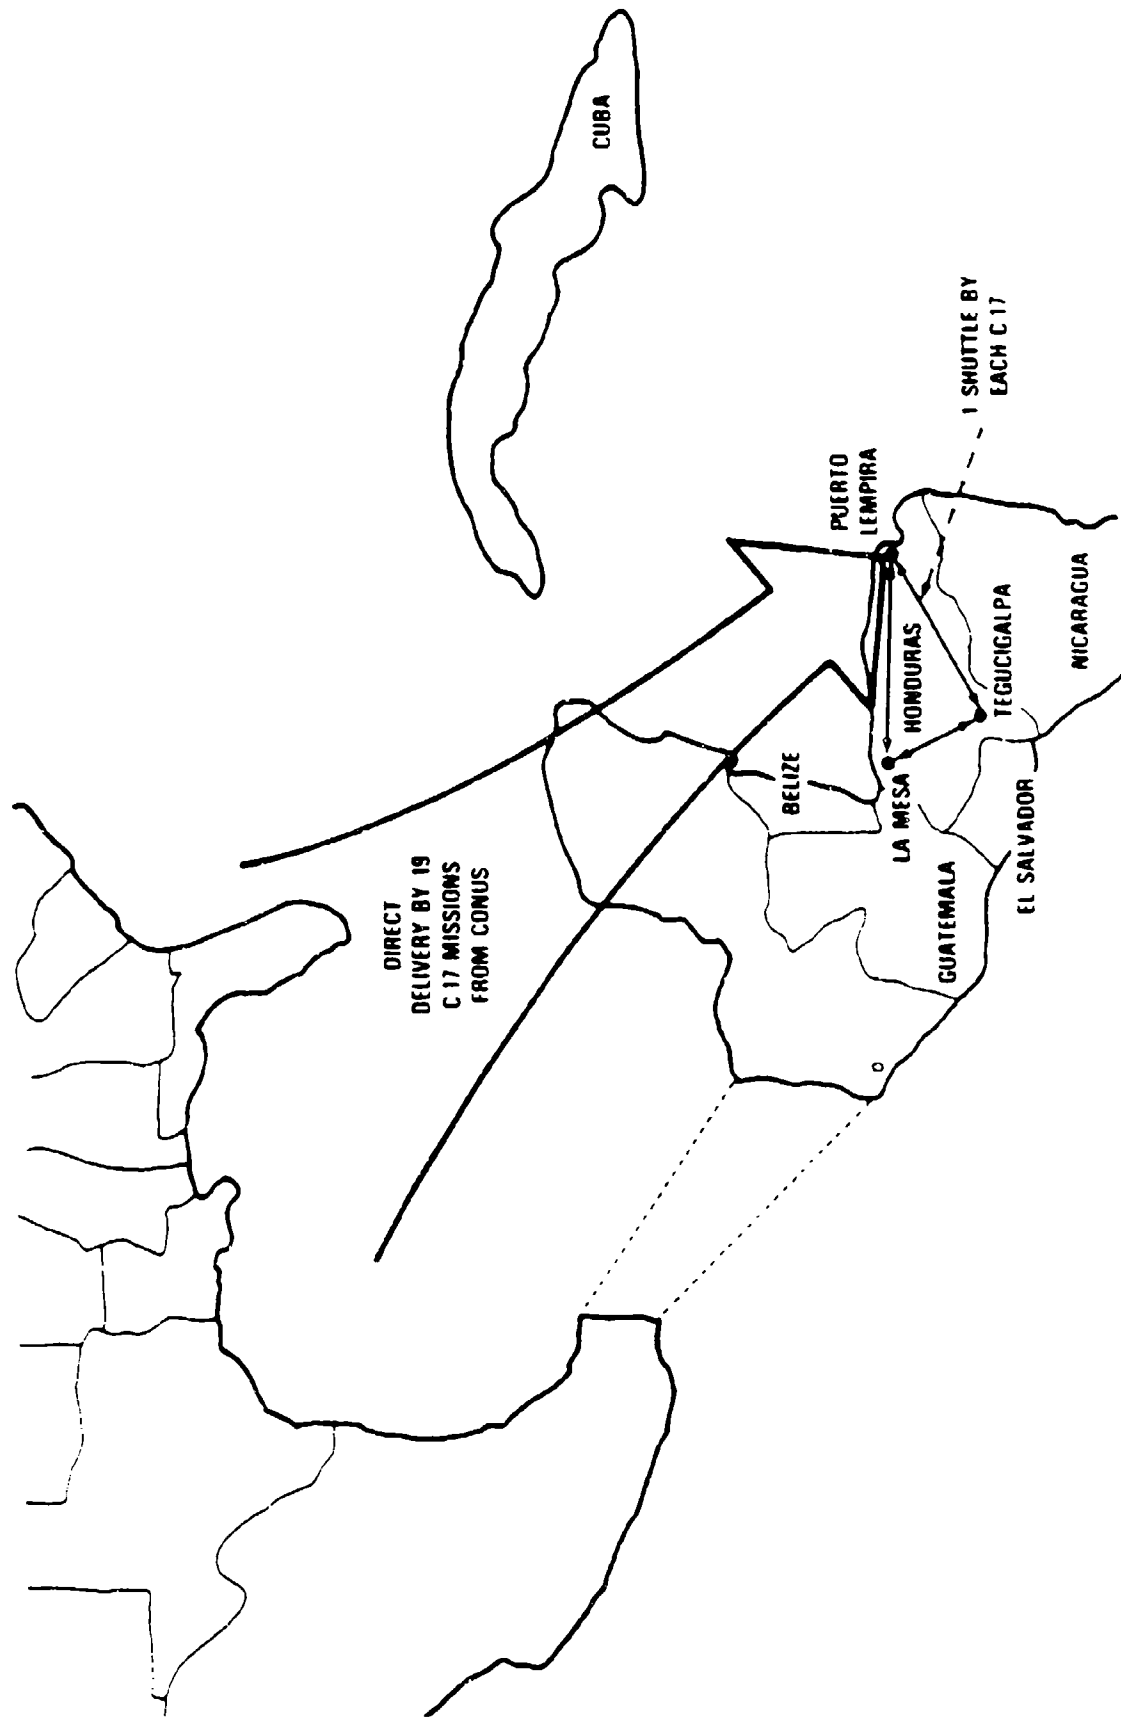 CUBA
DIRECT
DELIVERY BY 19
C 17 MISSIONS
FROM CONUS
PUERTO
LEMPIRA
1 SHUTTLE BY
EACH C 17
BELIZE
HONDURAS
LA MESA
TEGUCIGALPA
GUATEMALA
EL SALVADOR
NICARAGUA